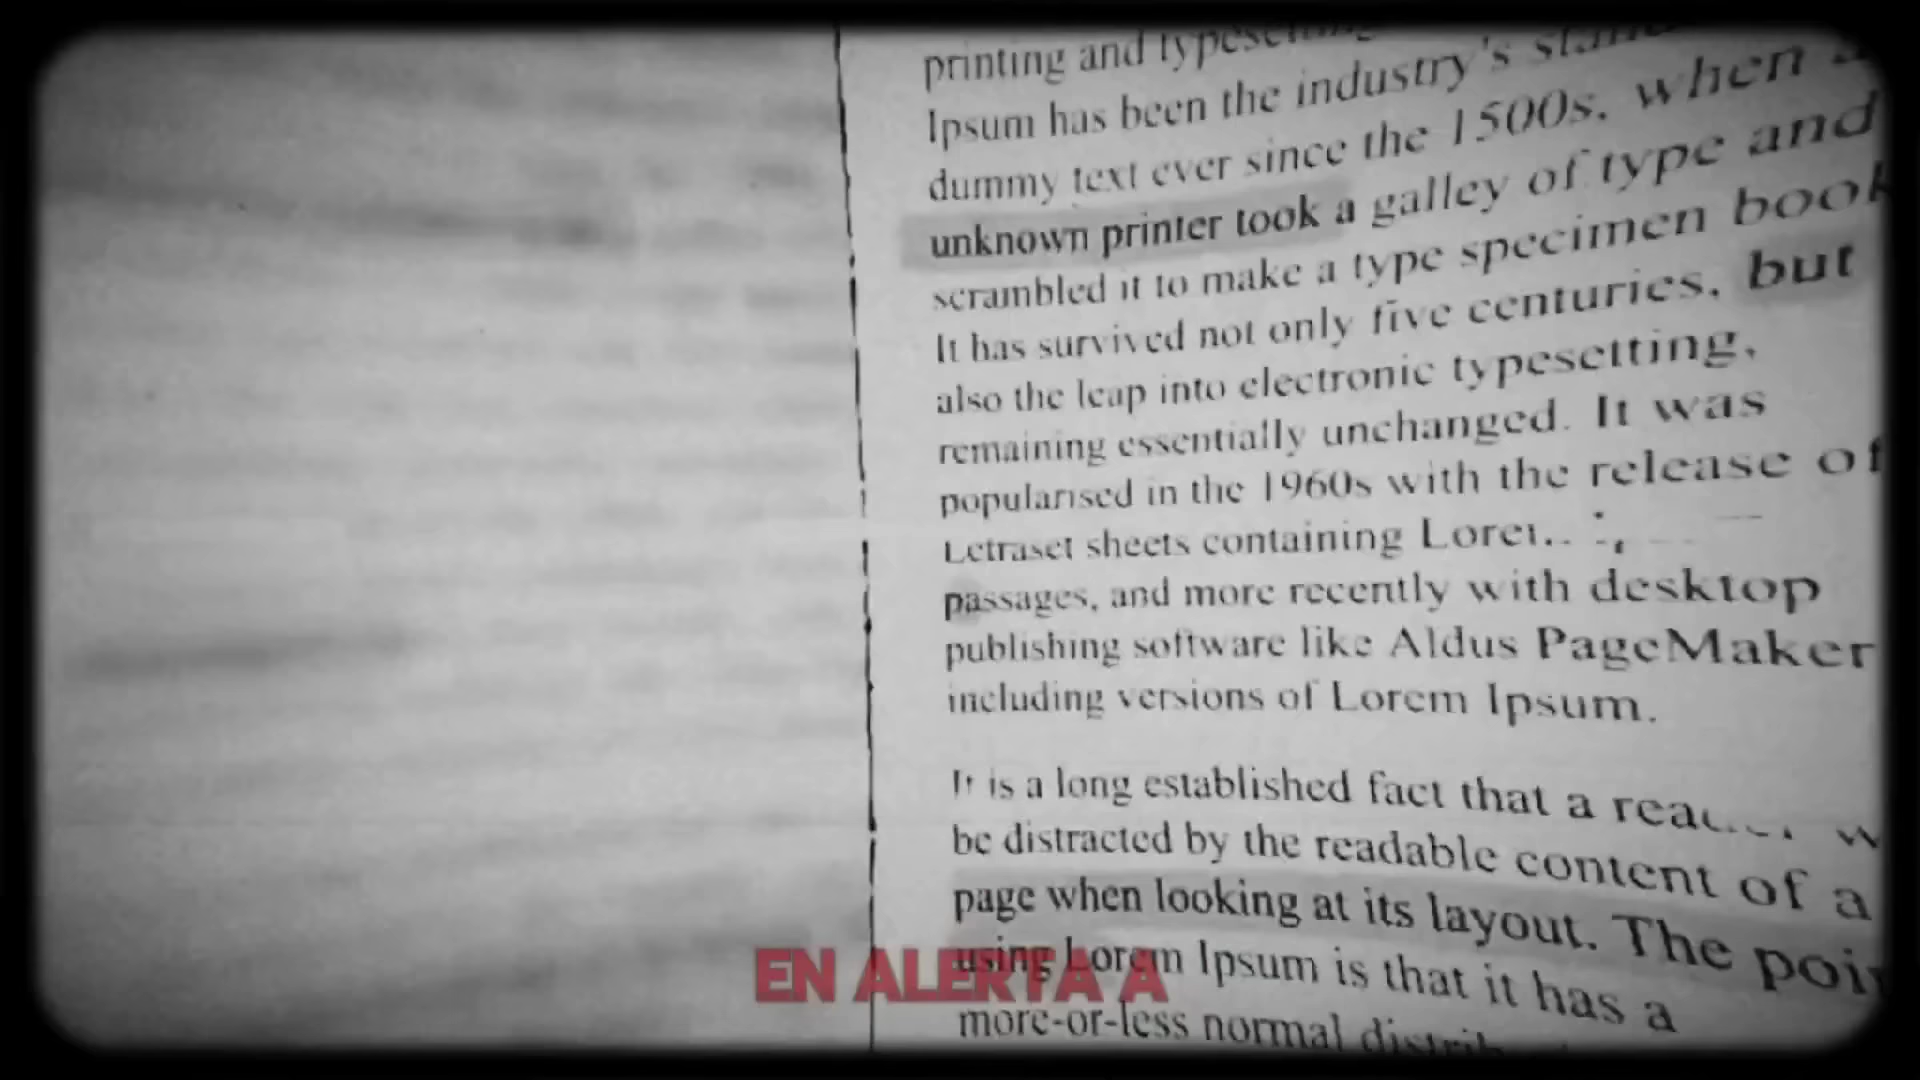 printing and typesetting
Ipsum has been the industry's
dummy text ever since the 1500s, when a
unknown printer took a galley of type and
scrambled it to make a type specimen book
It has survived not only five centuries, but
also the leap into electronic typesetting,
remaining essentially unchanged. It was
popularised in the 1960s with the release of
Letraset sheets containing
passages, and more recently with desktop
publishing software like Aldus PageMaker
including versions of Lorem Ipsum.
It is a long established fact that a
be distracted by the readable content of a
page when looking at its layout. The
using Lorem Ipsum is that it has a
more-or-less normal
EN ALERTA A